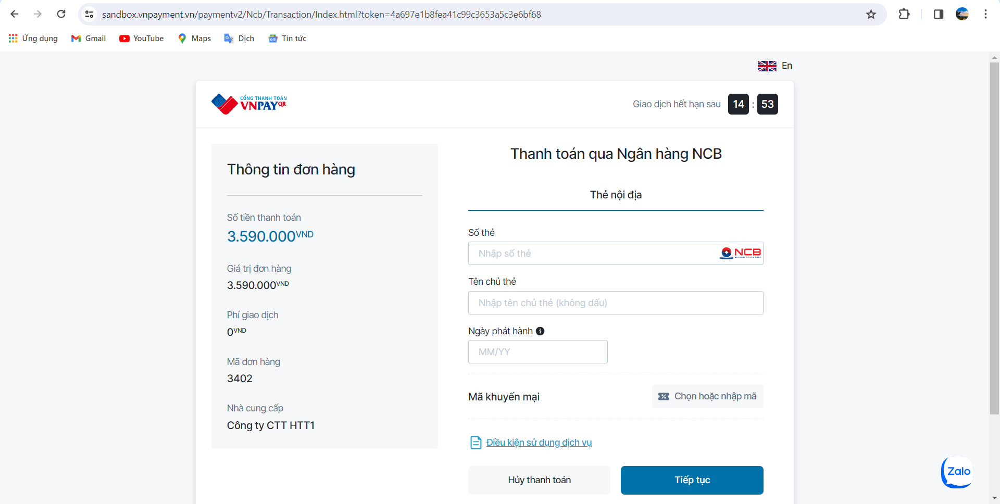 sandbox.vnpayment.vn/paymentv2/Ncb/Transaction/Index.html?token=4a697e1b8fea41c99c3653a5c3e6bf68
Ứng dụng
Gmail
YouTube
Maps
Dịch
Tin tức
En
CỔNG THANH TOÁN
VNPAYQR
Giao dịch hết hạn sau 14 : 53
Thông tin đơn hàng
Số tiền thanh toán
3.590.000VND
Giá trị đơn hàng
3.590.000VND
Phí giao dịch
0VND
Mã đơn hàng
3402
Nhà cung cấp
Công ty CTT HTT1
Thanh toán qua Ngân hàng NCB
Thẻ nội địa
Số thẻ
Nhập số thẻ
NCB
NATIONAL CITIZEN BANK
Tên chủ thẻ
Nhập tên chủ thẻ (không dấu)
Ngày phát hành
MM/YY
Mã khuyến mại
Chọn hoặc nhập mã
Điều kiện sử dụng dịch vụ
Hủy thanh toán
Tiếp tục
Zalo